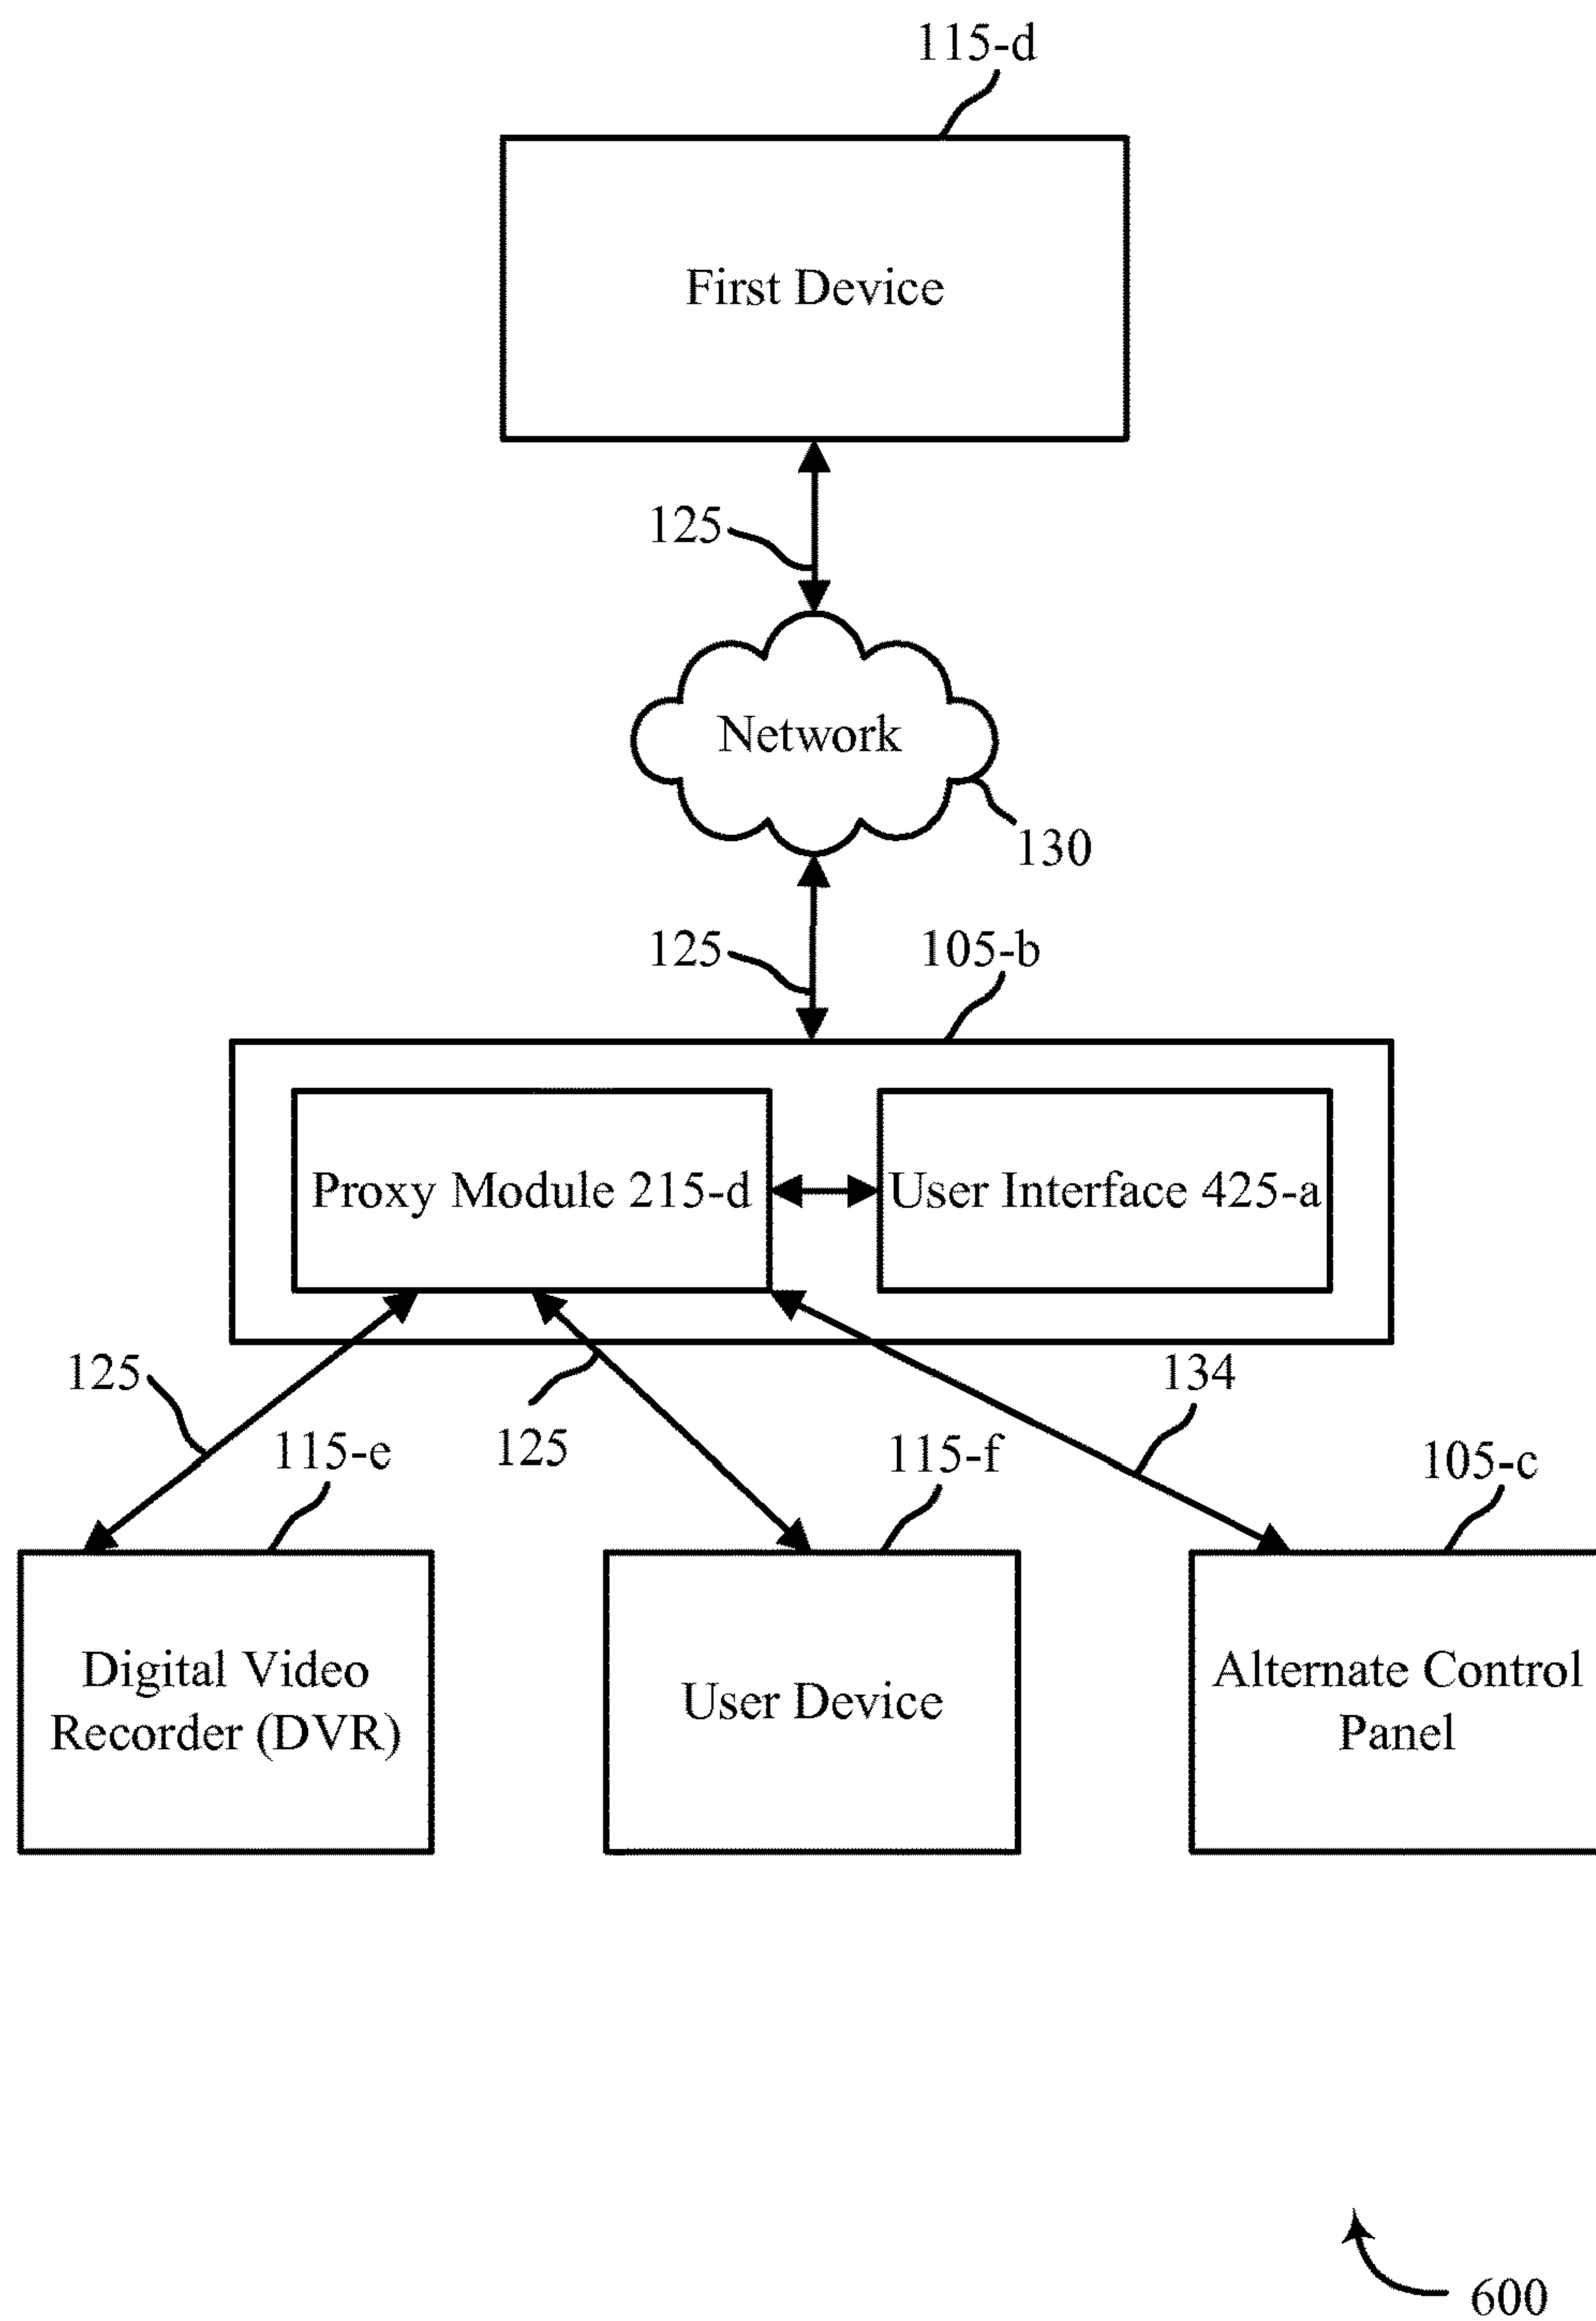 115-d
First Device
125
Network
130
125
105-b
Proxy Module 215-d
User Interface 425-a
125
125
134
115-e
115-f
105-c
Digital Video
Recorder (DVR)
User Device
Alternate Control
Panel
600